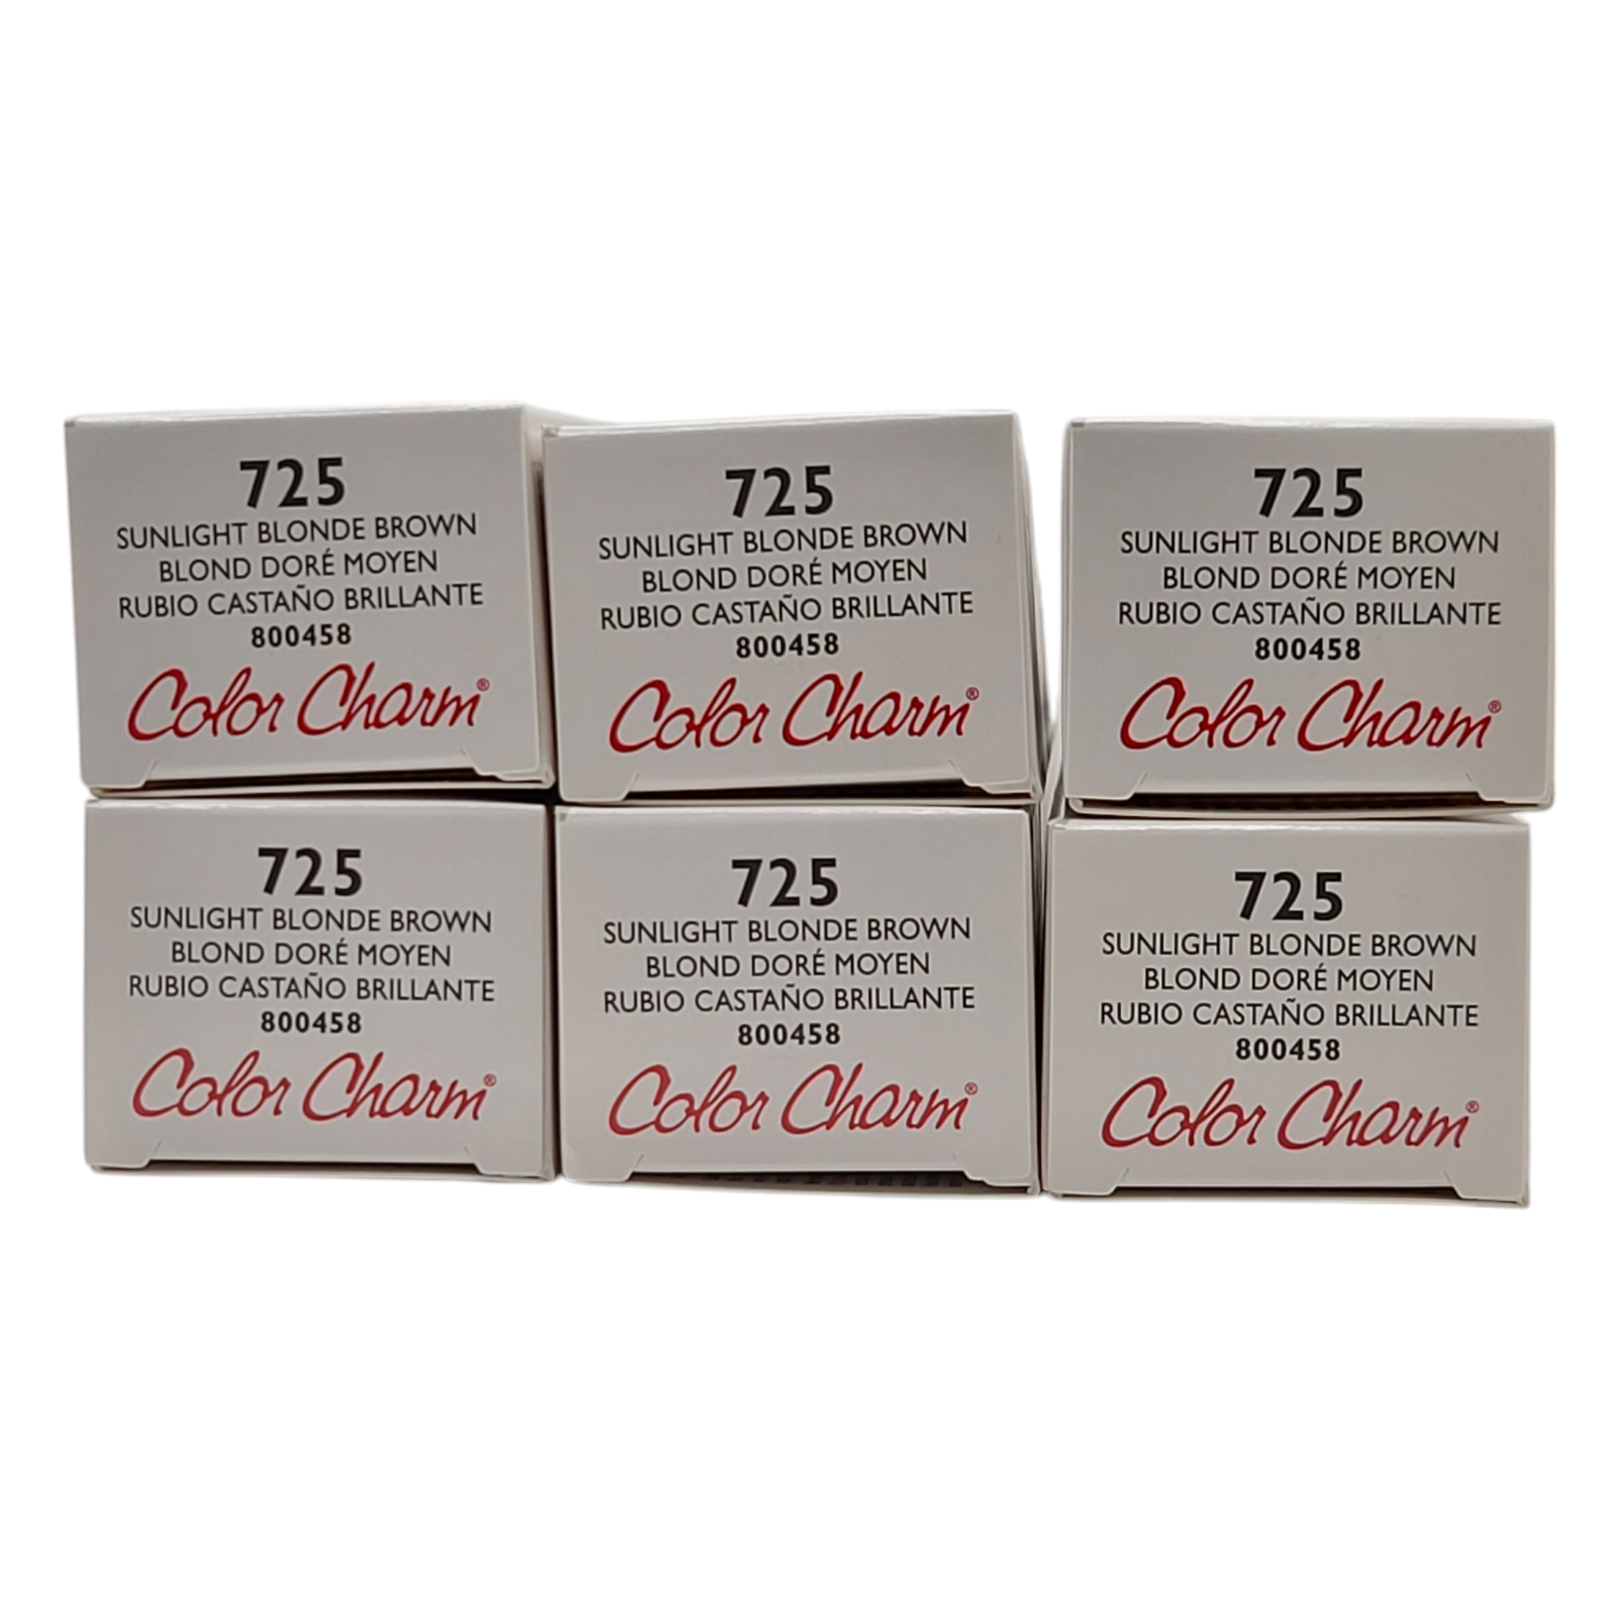 725
SUNLIGHT BLONDE BROWN
BLOND DORÉ MOYEN
RUBIO CASTAÑO BRILLANTE
800458
Color Charm®
725
SUNLIGHT BLONDE BROWN
BLOND DORÉ MOYEN
RUBIO CASTAÑO BRILLANTE
800458
Color Charm®
725
SUNLIGHT BLONDE BROWN
BLOND DORÉ MOYEN
RUBIO CASTAÑO BRILLANTE
800458
Color Charm®
725
SUNLIGHT BLONDE BROWN
BLOND DORÉ MOYEN
RUBIO CASTAÑO BRILLANTE
800458
Color Charm®
725
SUNLIGHT BLONDE BROWN
BLOND DORÉ MOYEN
RUBIO CASTAÑO BRILLANTE
800458
Color Charm®
725
SUNLIGHT BLONDE BROWN
BLOND DORÉ MOYEN
RUBIO CASTAÑO BRILLANTE
800458
Color Charm®